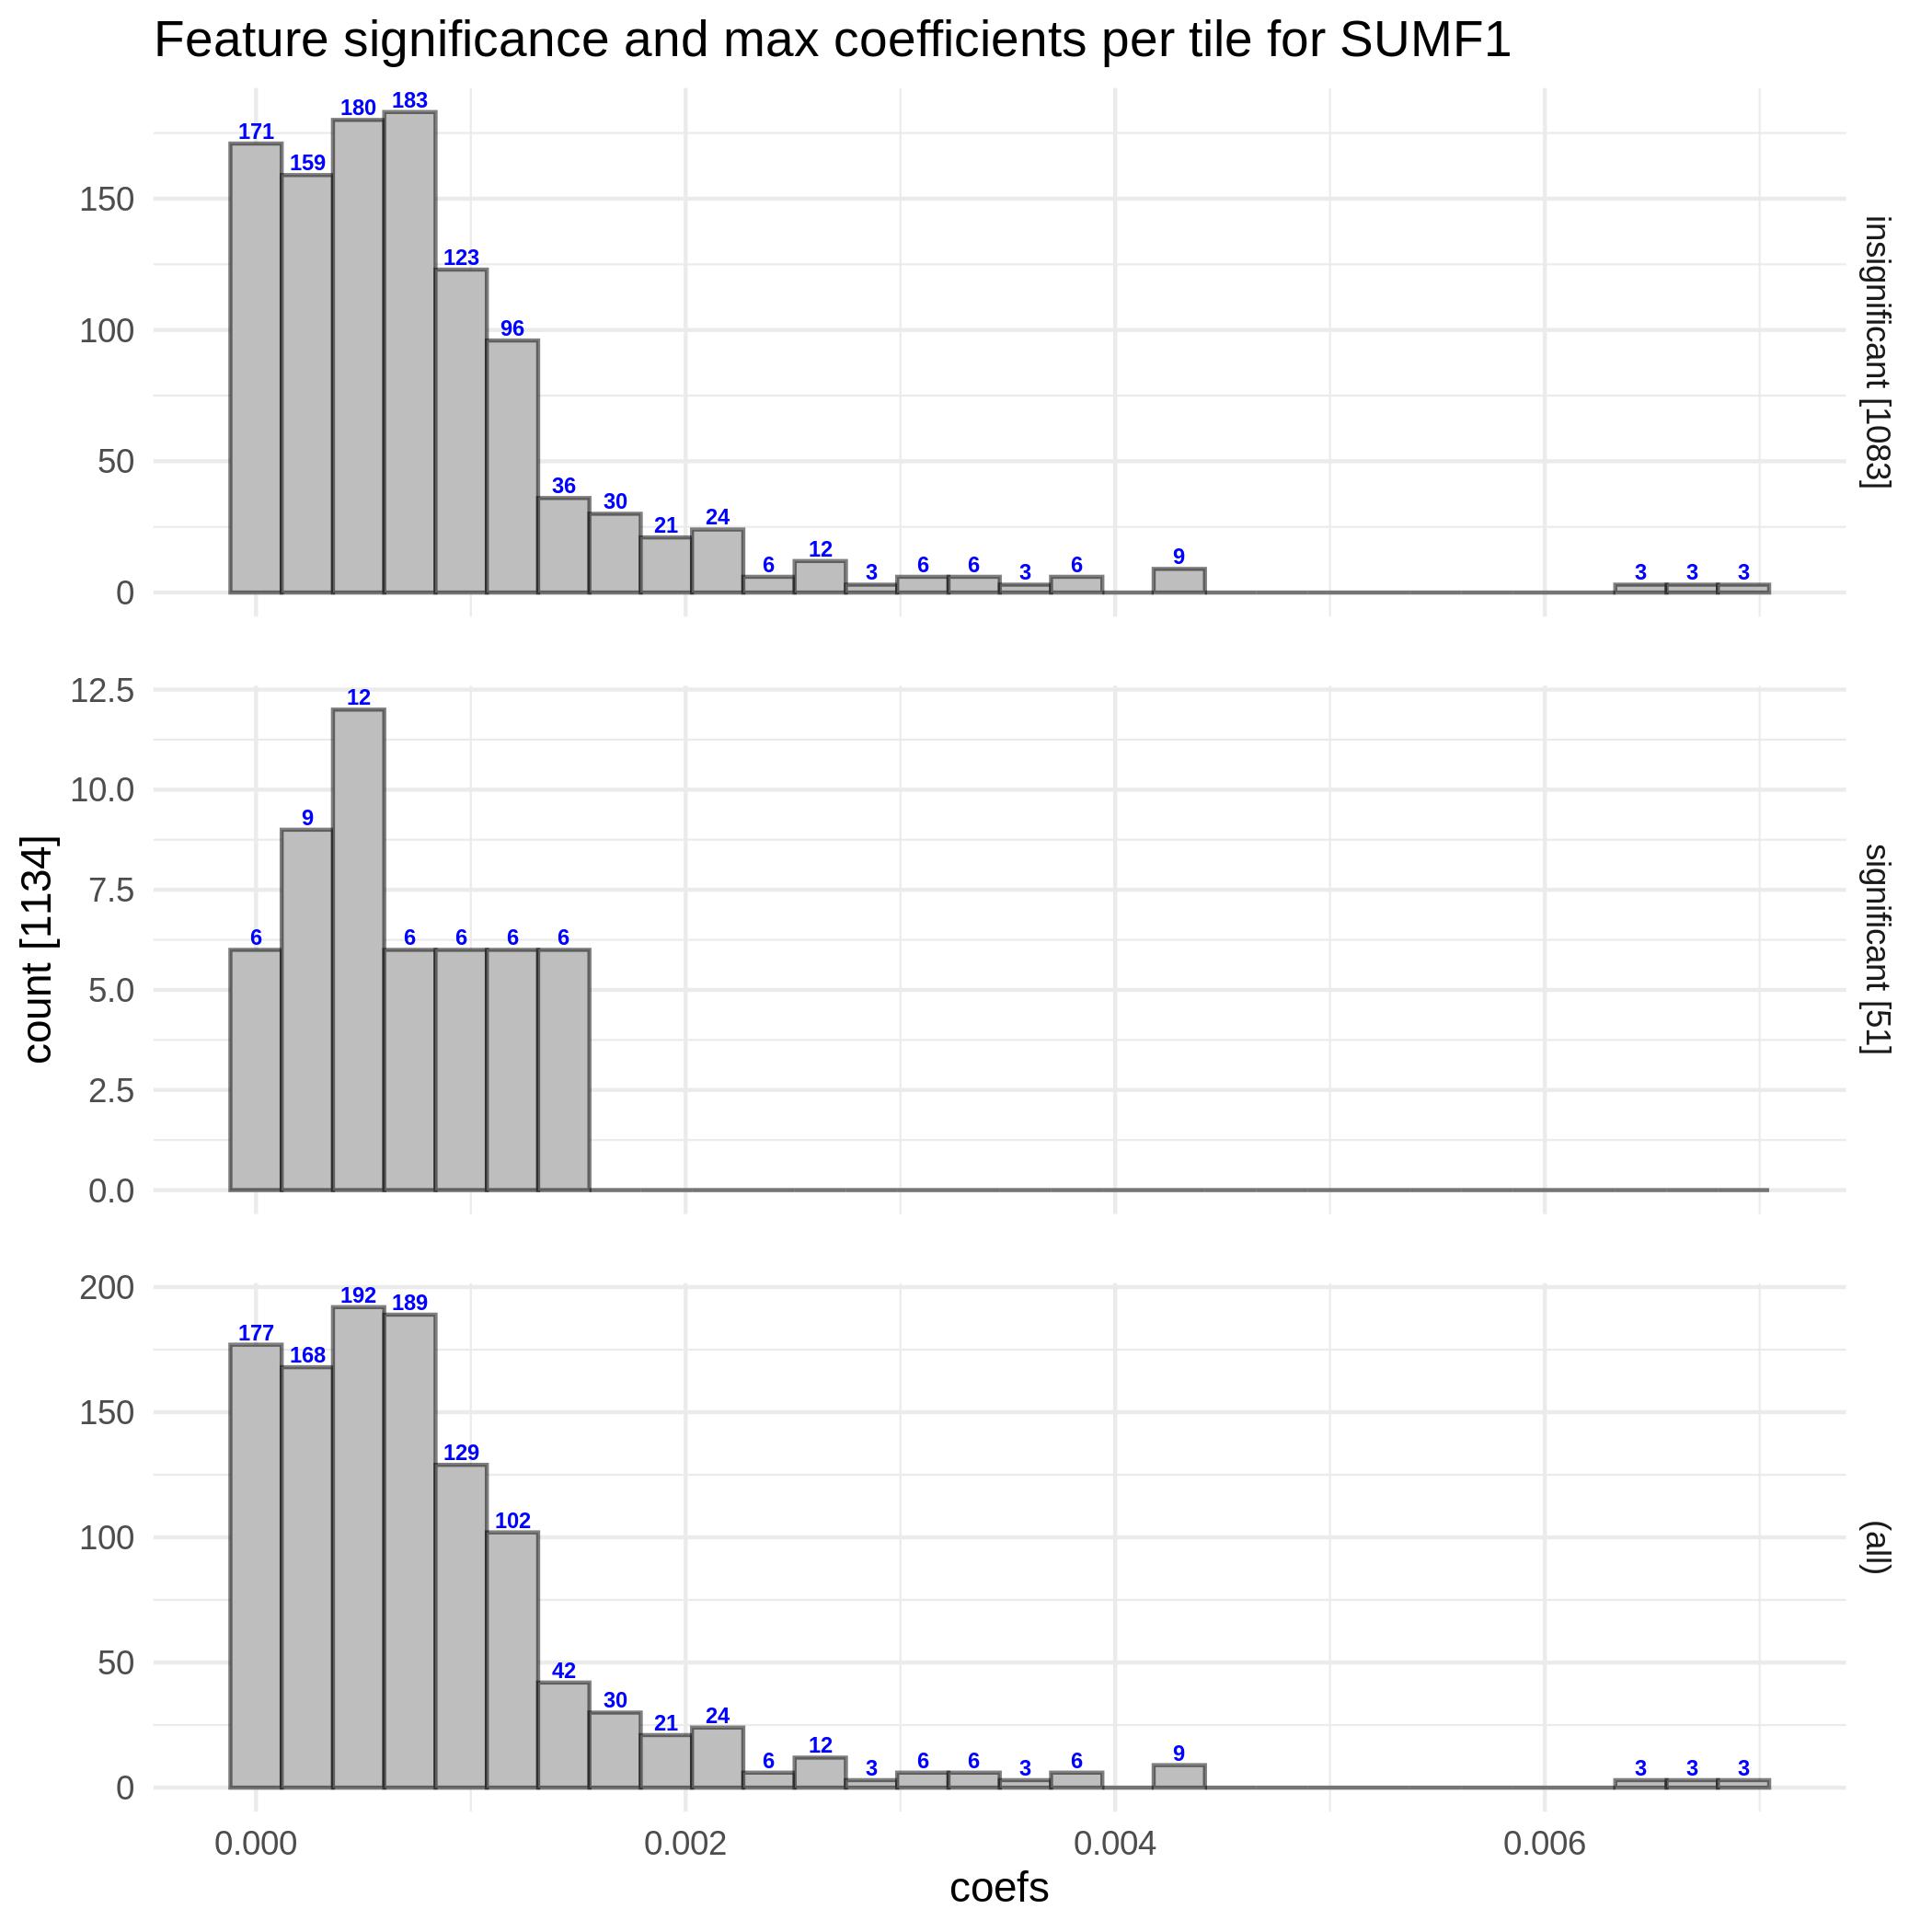 Feature significance and max coefficients per tile for SUMF1
171 159 180 183 123 96 36 30 21 24 6 12 3 6 6 3 6 9 3 3 3
150
100
50
0
insignificant [1083]
12.5
10.0
7.5
5.0
2.5
0.0
6 9 12 6 6 6 6
significant [51]
count [1134]
200
150
100
50
0
177 168 192 189 129 102 42 30 21 24 6 12 3 6 6 3 6 9 3 3 3
(all)
0.000 0.002 0.004 0.006
coefs